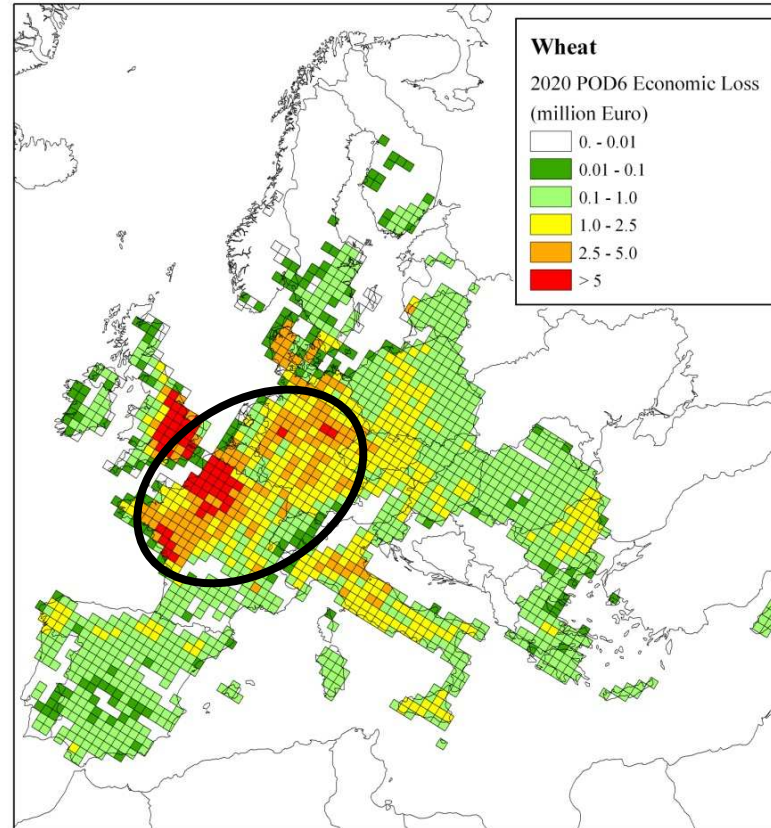 Wheat
2020 POD6 Economic Loss
(million Euro)
0. - 0.01
0.01 - 0.1
0.1 - 1.0
1.0 - 2.5
2.5 - 5.0
> 5